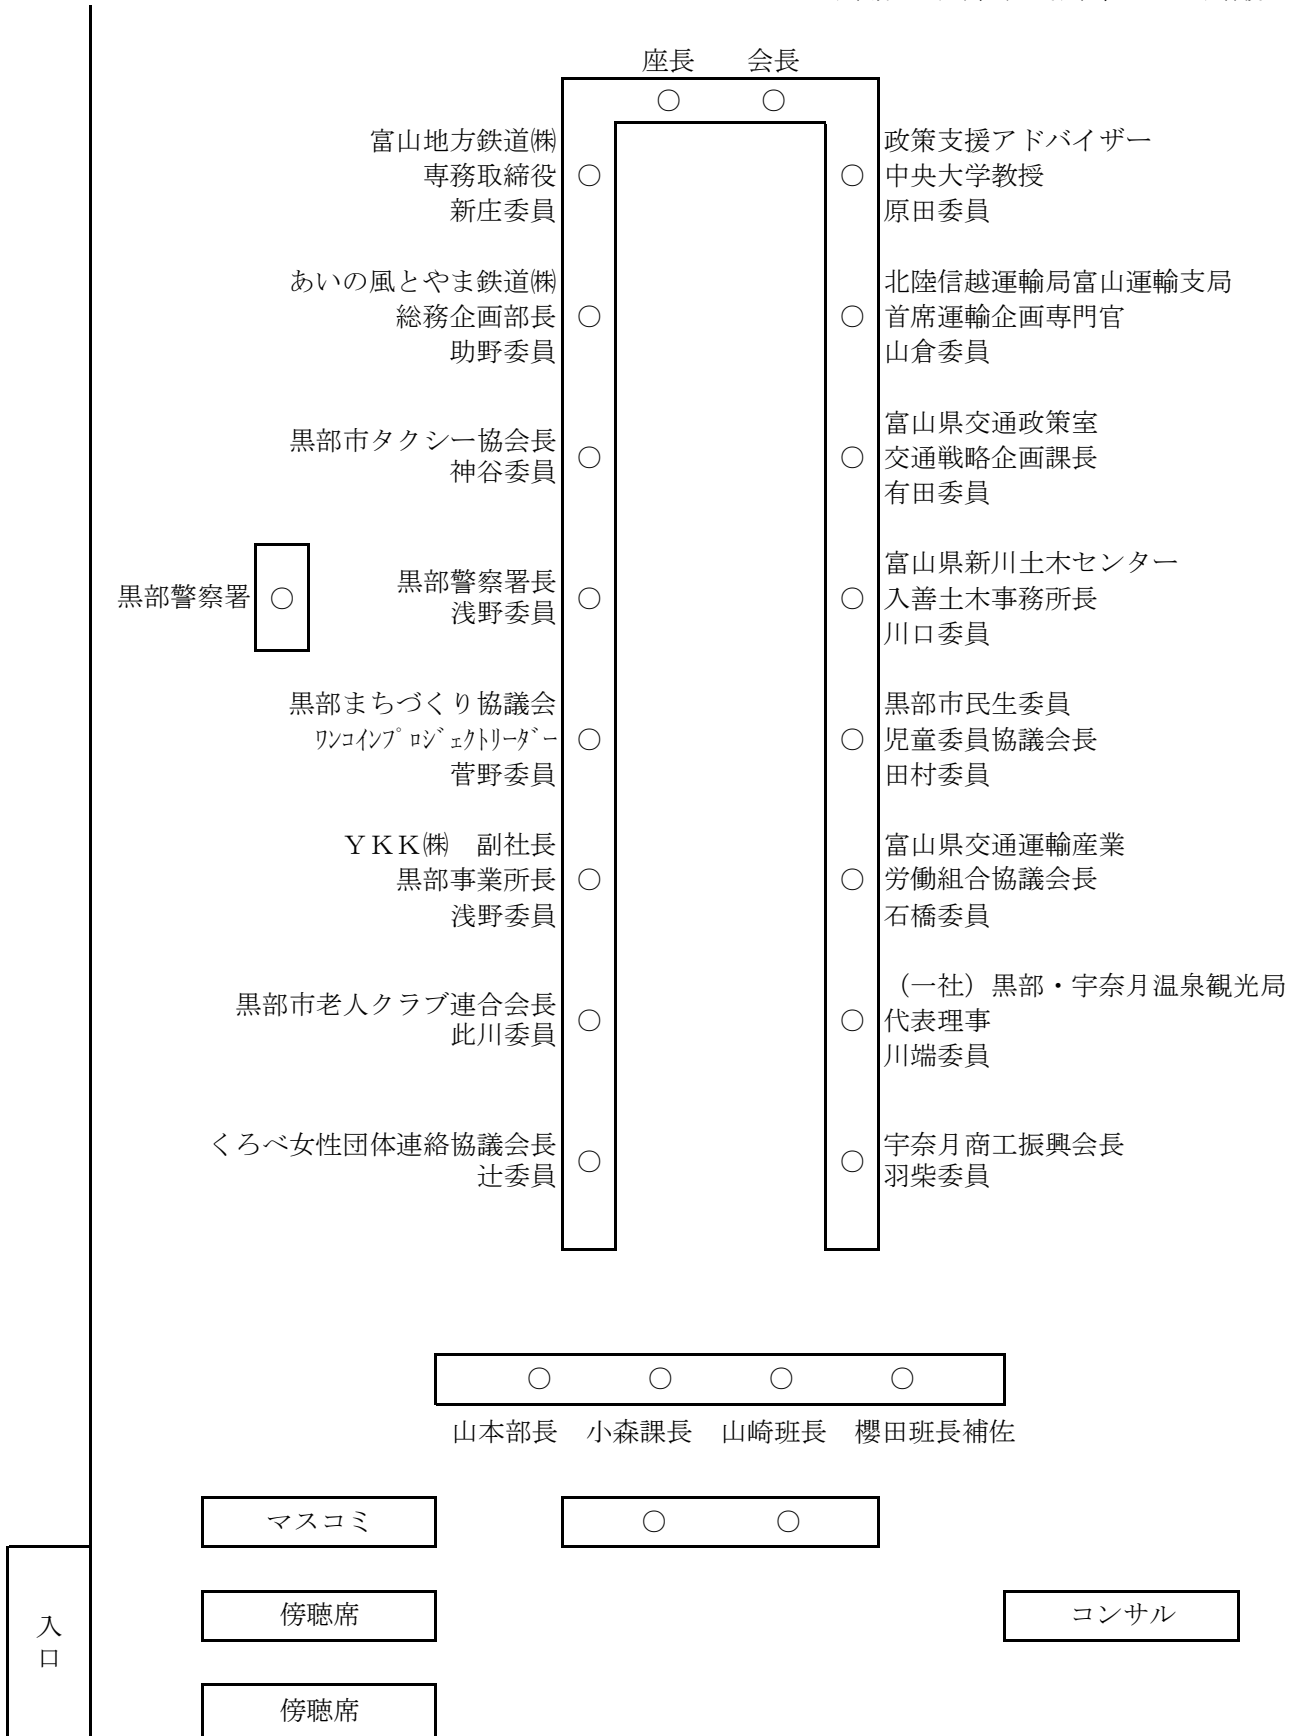 座長　会長
富山地方鉄道㈱
専務取締役
新庄委員
あいの風とやま鉄道㈱
総務企画部長
助野委員
黒部市タクシー協会長
神谷委員
黒部警察署
黒部警察署長
浅野委員
黒部まちづくり協議会
ﾜﾝｺｲﾝﾌﾟﾛｼﾞｪｸﾄﾘｰﾀﾞｰ
菅野委員
ＹＫＫ㈱　副社長
黒部事業所長
浅野委員
黒部市老人クラブ連合会長
此川委員
くろべ女性団体連絡協議会長
辻委員
政策支援アドバイザー
中央大学教授
原田委員
北陸信越運輸局富山運輸支局
首席運輸企画専門官
山倉委員
富山県交通政策室
交通戦略企画課長
有田委員
富山県新川土木センター
入善土木事務所長
川口委員
黒部市民生委員
児童委員協議会長
田村委員
富山県交通運輸産業
労働組合協議会長
石橋委員
（一社）黒部・宇奈月温泉観光局
代表理事
川端委員
宇奈月商工振興会長
羽柴委員
山本部長　小森課長　山崎班長　櫻田班長補佐
マスコミ
傍聴席
コンサル
傍聴席
入
口